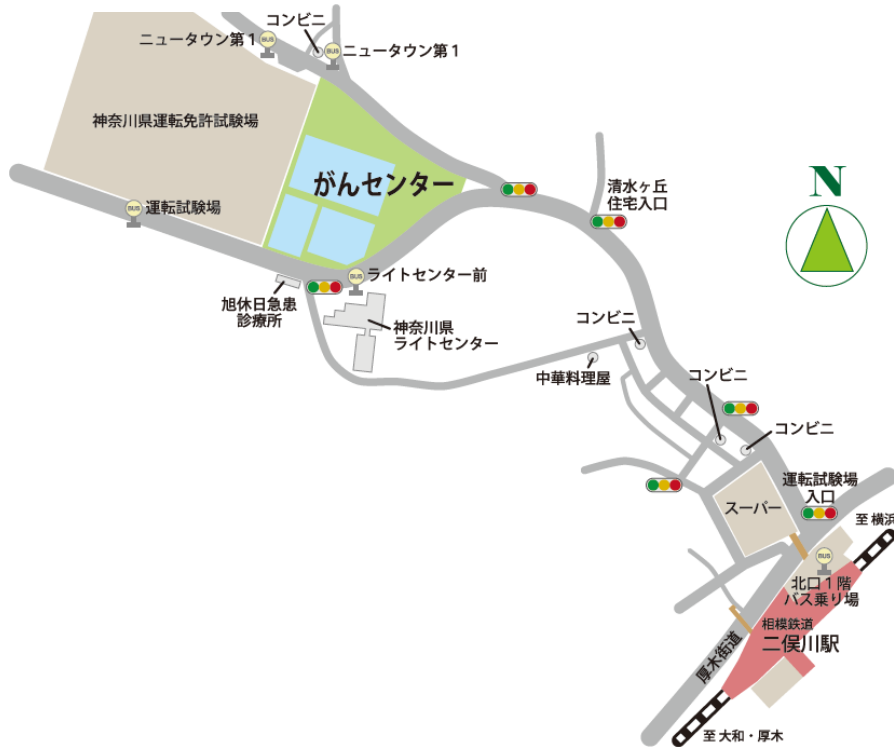 コンビニ
ニュータウン第1
BUS
BUS
ニュータウン第1
神奈川県運転免許試験場
がんセンター
清水ヶ丘
住宅入口
N
BUS
運転試験場
BUS
ライトセンター前
旭休日急患
診療所
神奈川県
ライトセンター
コンビニ
中華料理屋
コンビニ
コンビニ
運転試験場
入口
スーパー
至 横浜
BUS
北口1階
バス乗り場
相模鉄道
二俣川駅
厚木街道
至 大和・厚木